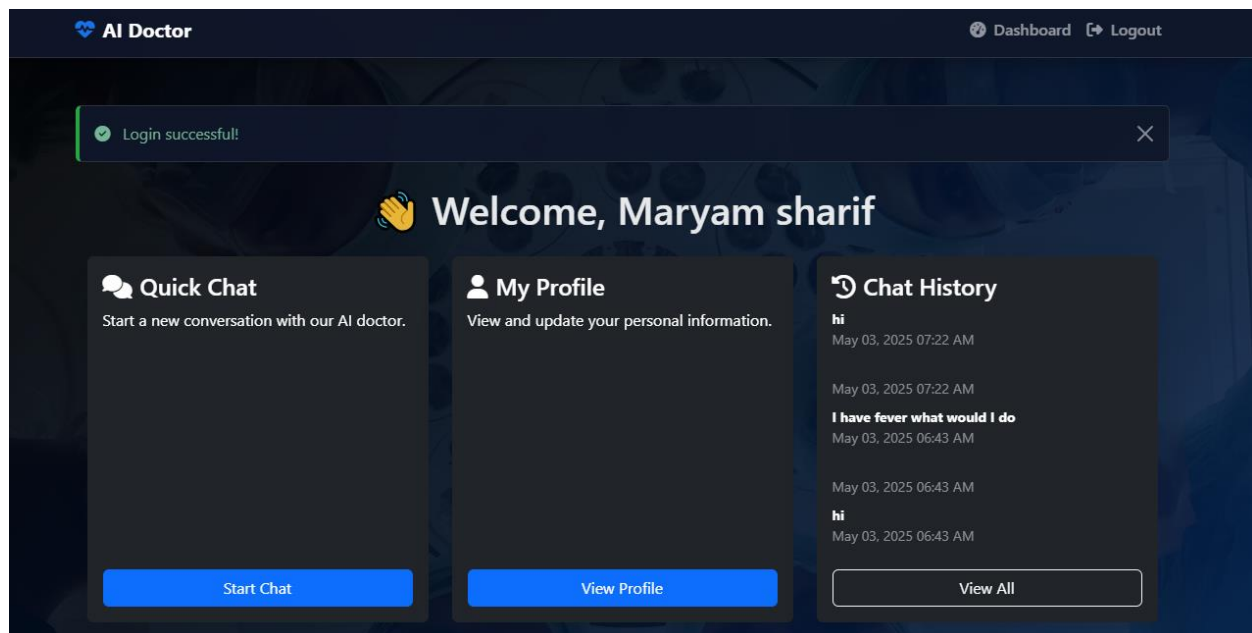 AI Doctor
Dashboard Logout
Login successful!
Welcome, Maryam sharif
Quick Chat
Start a new conversation with our AI doctor.
Start Chat
My Profile
View and update your personal information.
View Profile
Chat History
hi
May 03, 2025 07:22 AM
May 03, 2025 07:22 AM
I have fever what would I do
May 03, 2025 06:43 AM
May 03, 2025 06:43 AM
hi
May 03, 2025 06:43 AM
View All